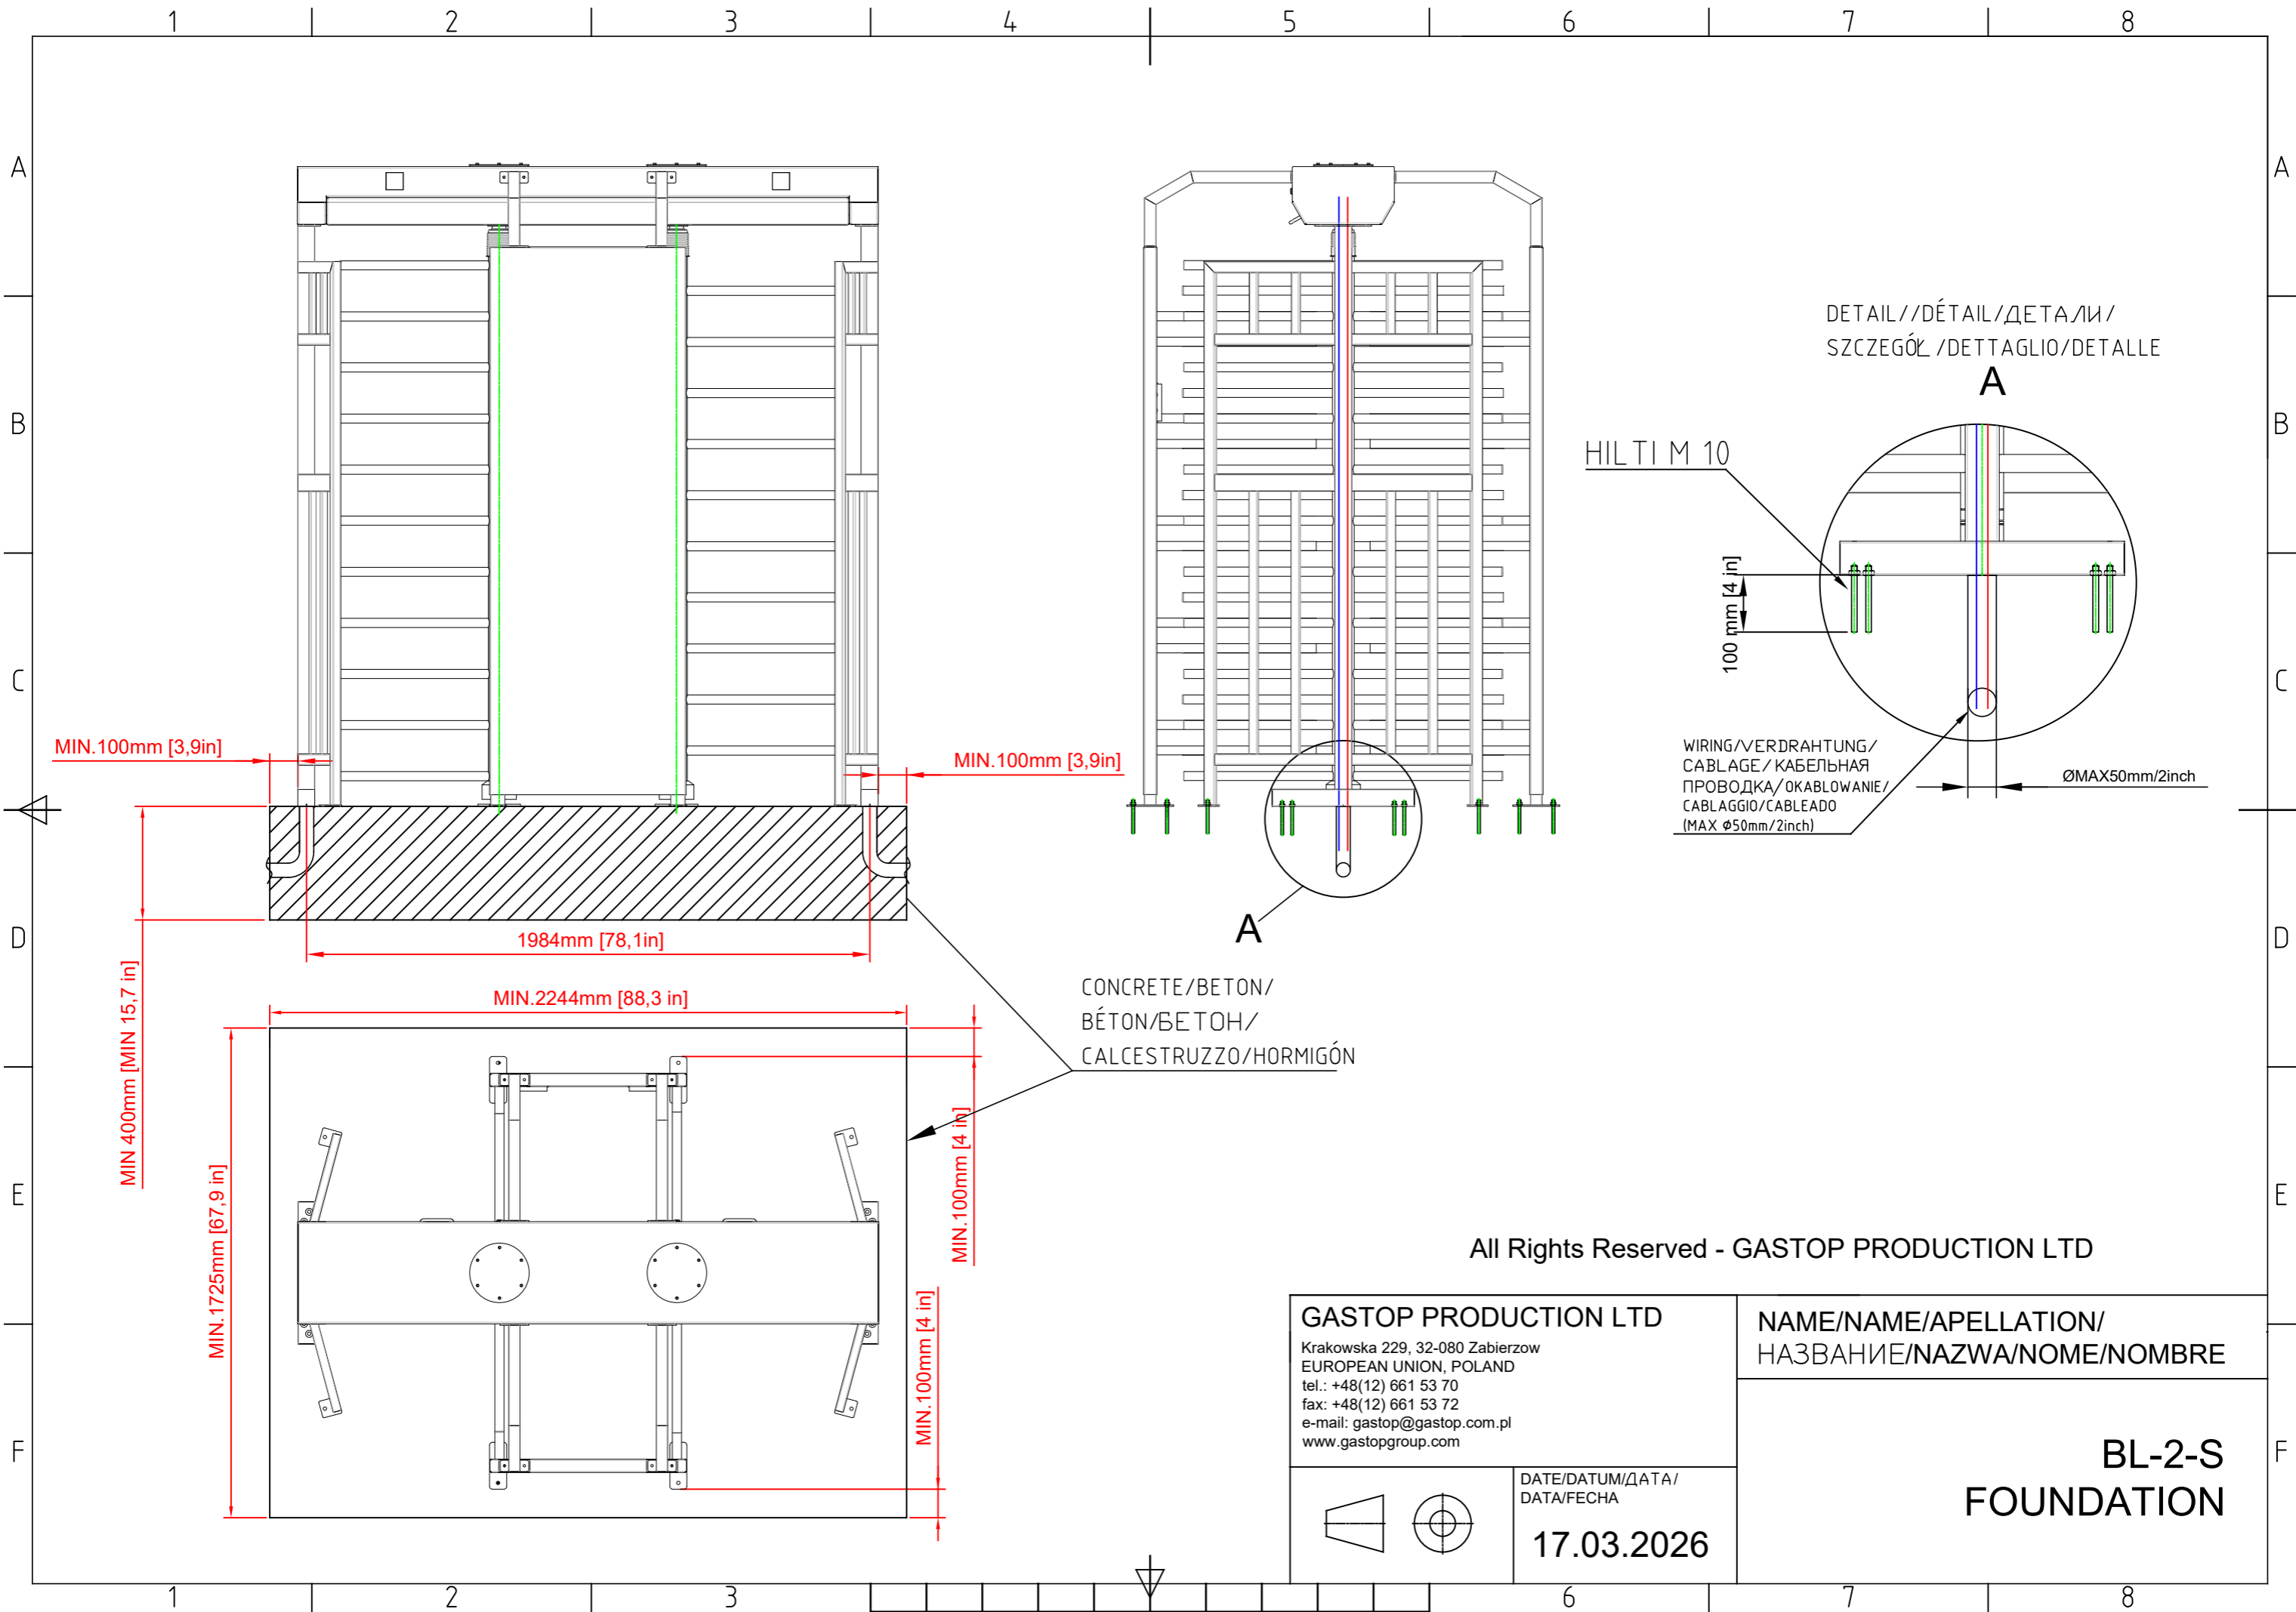 1 2 3 4 5 6 7 8
A A
B B
C C
D D
E E
F F
MIN.100mm [3,9in]
MIN.100mm [3,9in]
1984mm [78,1in]
MIN 400mm [MIN 15,7 in]
MIN.2244mm [88,3 in]
MIN.1725mm [67,9 in]
MIN.100mm [4 in]
MIN.100mm [4 in]
CONCRETE/BETON/
BÉTON/БЕТОН/
CALCESTRUZZO/HORMIGÓN
A
DETAIL//DÉTAIL/ДЕТАЛИ/
SZCZEGÓŁ/DETTAGLIO/DETALLE
A
HILTI M 10
100 mm [4 in]
WIRING/VERDRAHTUNG/
CABLAGE/КАБЕЛЬНАЯ
ПРОВОДКА/OKABLOWANIE/
CABLAGGIO/CABLEADO
(MAX Ø50mm/2inch)
ØMAX50mm/2inch
All Rights Reserved - GASTOP PRODUCTION LTD
GASTOP PRODUCTION LTD
Krakowska 229, 32-080 Zabierzow
EUROPEAN UNION, POLAND
tel.: +48(12) 661 53 70
fax: +48(12) 661 53 72
e-mail: gastop@gastop.com.pl
www.gastopgroup.com
NAME/NAME/APELLATION/
НАЗВАНИЕ/NAZWA/NOME/NOMBRE
DATE/DATUM/ДАТА/
DATA/FECHA
17.03.2026
BL-2-S
FOUNDATION
1 2 3 6 7 8